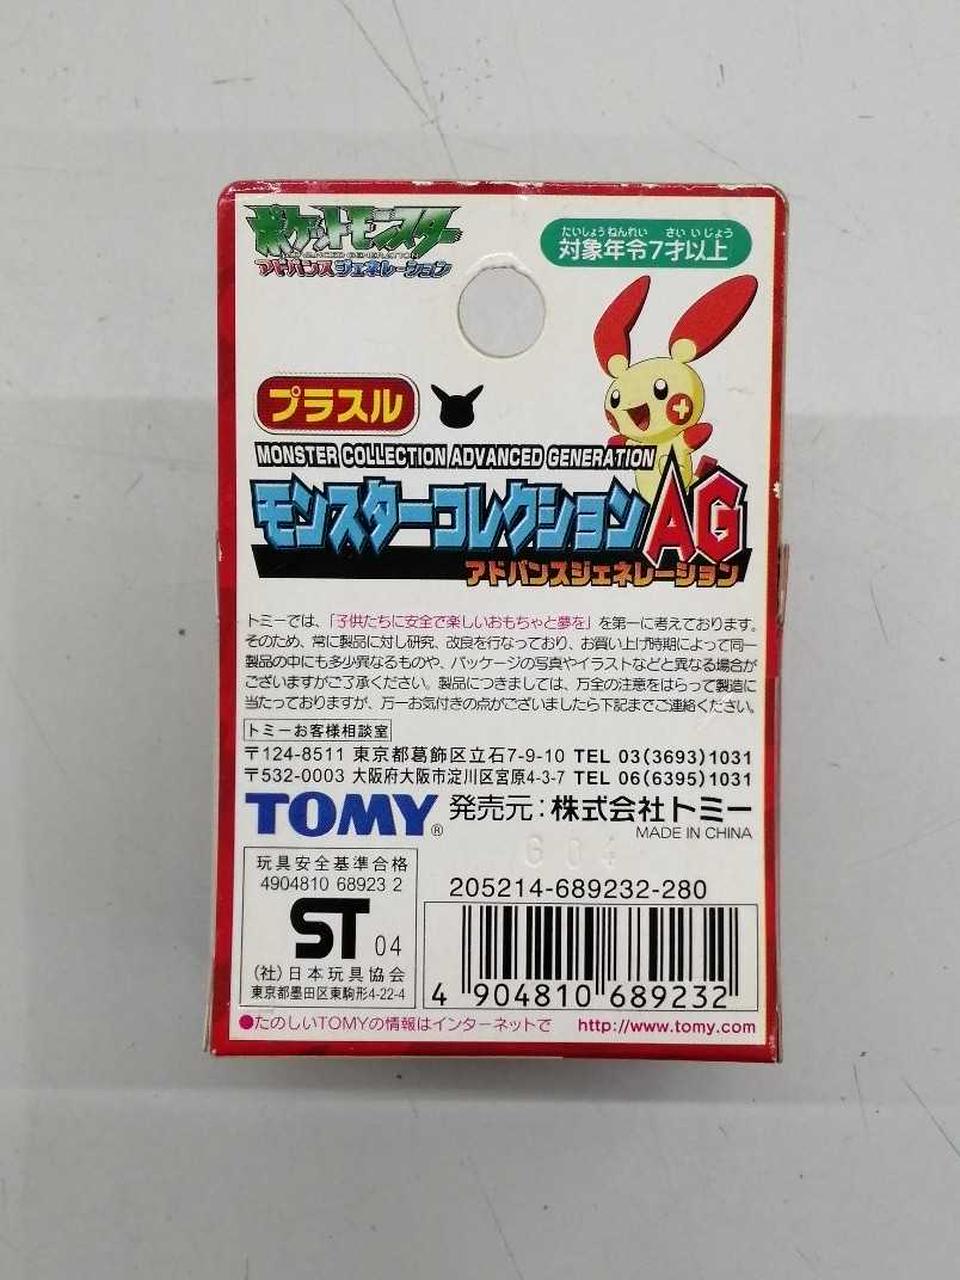 ポケットモンスター
ADVANCED GENERATION
アドバンスジェネレーション
たいしょうねんれい さい いじょう
対象年令7才以上
プラスル
MONSTER COLLECTION ADVANCED GENERATION
モンスターコレクションAG
アドバンスジェネレーション
トミーでは、「子供たちに安全で楽しいおもちゃと夢を」を第一に考えております。
そのため、常に製品に対し研究、改良を行なっており、お買い上げ時期によって同一
製品の中にも多少異なるものや、パッケージの写真やイラストなどと異なる場合が
ございますがご了承ください。製品につきましては、万全の注意をはらって製造に
当たっておりますが、万一お気付きの点がございましたら下記までご連絡ください。
トミーお客様相談室
〒124-8511 東京都葛飾区立石7-9-10 TEL 03(3693)1031
〒532-0003 大阪府大阪市淀川区宮原4-3-7 TEL 06(6395)1031
TOMY® 発売元:株式会社トミー
MADE IN CHINA
G04
玩具安全基準合格
4904810 68923 2
ST 04
(社)日本玩具協会
東京都墨田区東駒形4-22-4
205214-689232-280
4 904810 689232
●たのしいTOMYの情報はインターネットで http://www.tomy.com